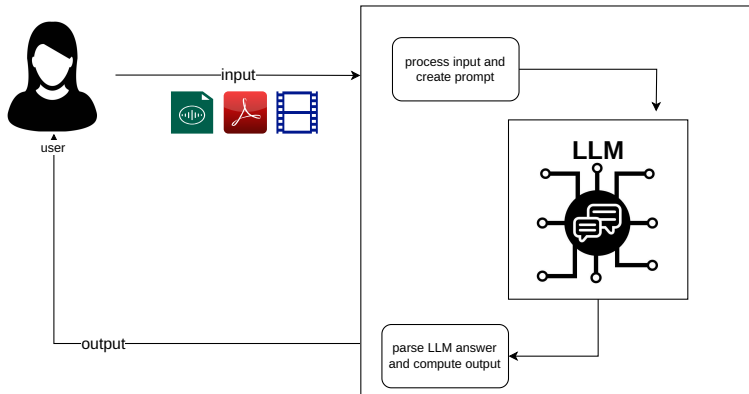 input
process input and
create prompt
user
LLM
output
parse LLM answer
and compute output